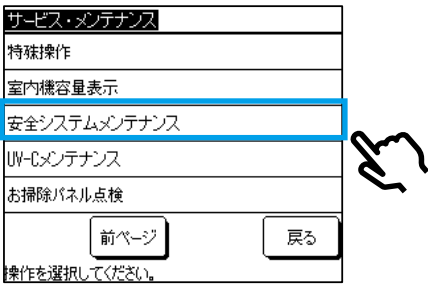 サービス・メンテナンス
特殊操作
室内機容量表示
安全システムメンテナンス
UV-Cメンテナンス
お掃除パネル点検
前ページ 戻る
操作を選択してください。